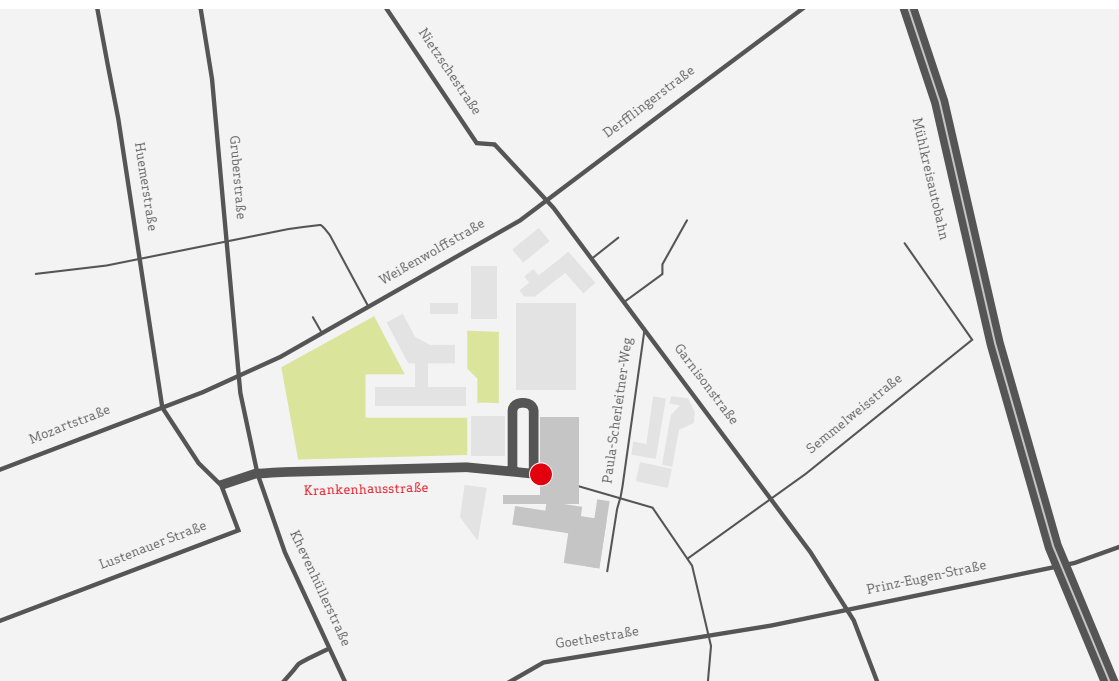 Nietzschestraße
Derfflingerstraße
Mühlkreisautobahn
Huemerstraße
Gruberstraße
Weißenwolffstraße
Paula-Scherleitner-Weg
Garnisonstraße
Semmelweisstraße
Mozartstraße
Krankenhausstraße
Lustenauer Straße
Khevenhüllerstraße
Prinz-Eugen-Straße
Goethestraße